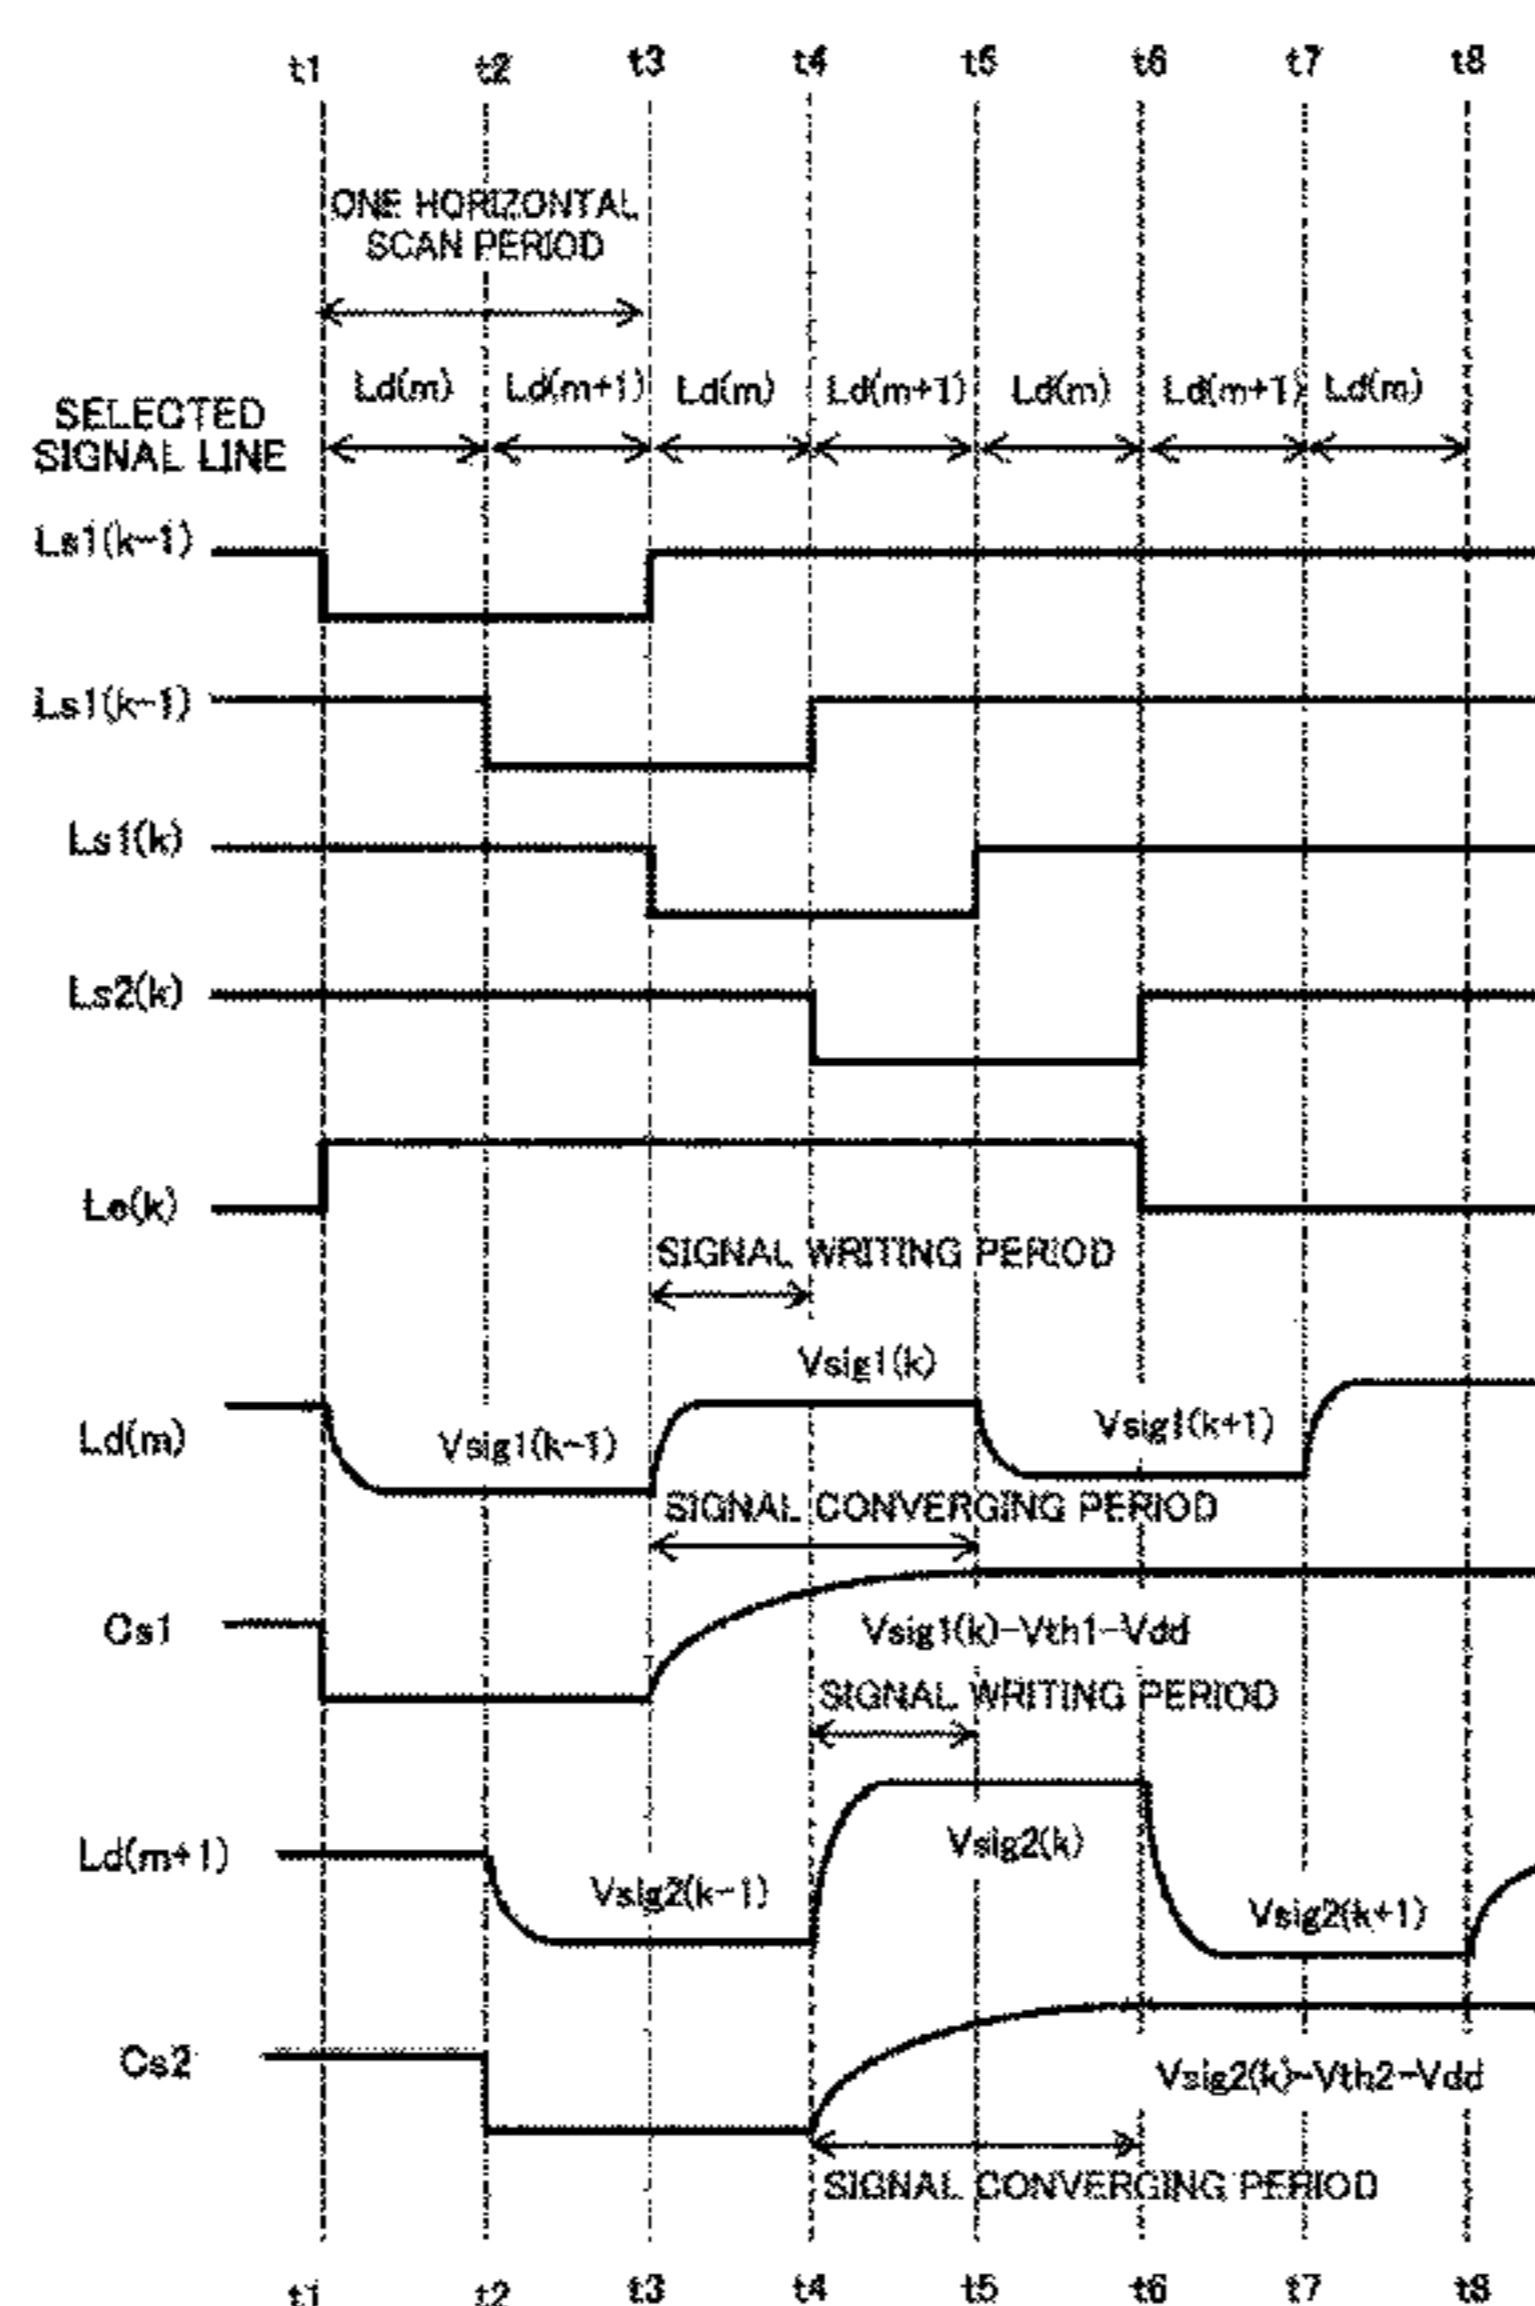 t1 t2 t3 t4 t5 t6 t7 t8
ONE HORIZONTAL
SCAN PERIOD
Ld(m) Ld(m+1) Ld(m) Ld(m+1) Ld(m) Ld(m+1) Ld(m)
SELECTED
SIGNAL LINE
Ls1(k-1)
Ls1(k-1)
Ls1(k)
Ls2(k)
Le(k)
SIGNAL WRITING PERIOD
Vsig1(k)
Ld(m) Vsig1(k-1) Vsig1(k+1)
SIGNAL CONVERGING PERIOD
Cs1 Vsig1(k)-Vth1-Vdd
SIGNAL WRITING PERIOD
Ld(m+1) Vsig2(k)
Vsig2(k-1) Vsig2(k+1)
Cs2 Vsig2(k)-Vth2-Vdd
SIGNAL CONVERGING PERIOD
t1 t2 t3 t4 t5 t6 t7 t8